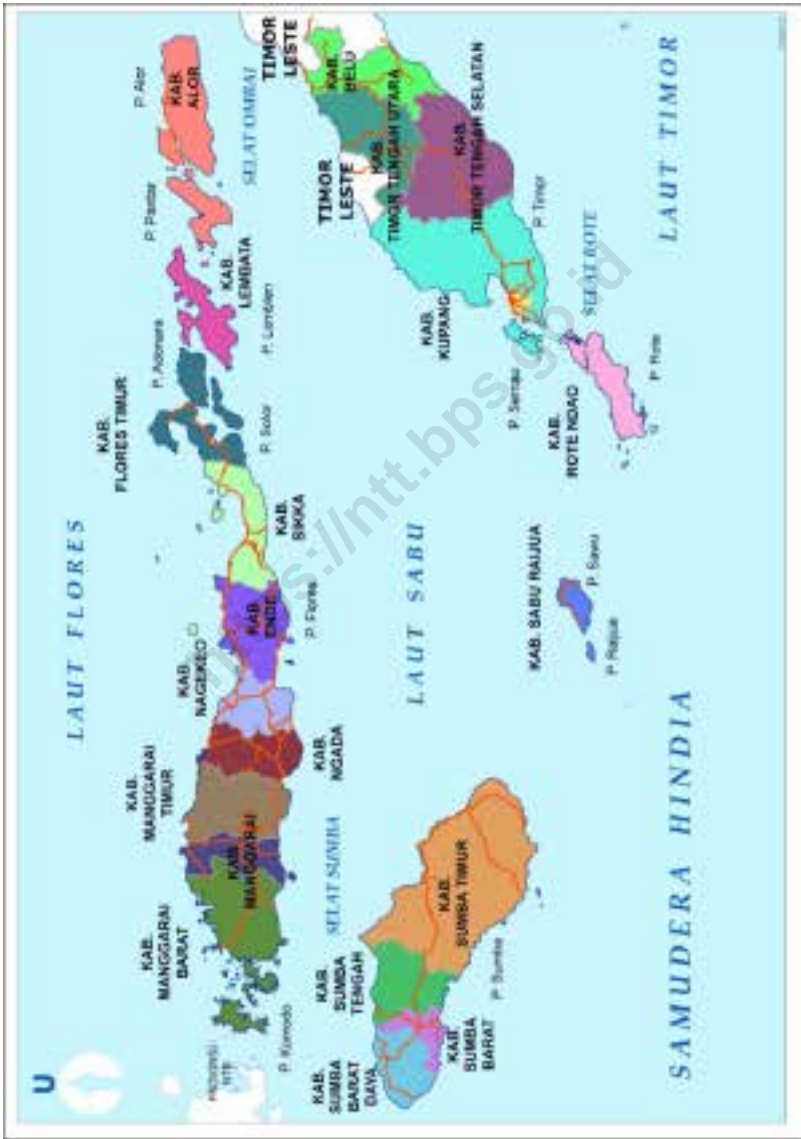 U
PROVINSI
NTB
P. Komodo
KAB.
MANGGARAI
BARAT
KAB.
MANGGARAI
KAB.
MANGGARAI
TIMUR
KAB.
NGADA
KAB.
NAGEKEO
KAB.
ENDE
P. Flores
KAB.
SIKKA
KAB.
FLORES TIMUR
P. Solor
P. Adonara
KAB.
LEMBATA
P. Lomblen
P. Pantar
P. Alor
KAB.
ALOR
LAUT FLORES
SELAT OMBAI
SELAT SUMBA
LAUT SABU
KAB.
SUMBA
BARAT
DAYA
KAB.
SUMBA
BARAT
KAB.
SUMBA
TENGAH
KAB.
SUMBA TIMUR
P. Sumba
KAB. SABU RAIJUA
P. Raijua
P. Sawu
TIMOR
LESTE
TIMOR
LESTE
KAB.
BELU
KAB.
TIMOR TENGAH UTARA
KAB.
TIMOR TENGAH SELATAN
KAB.
KUPANG
P. Timor
P. Semau
SELAT ROTE
KAB.
ROTE NDAO
P. Rote
LAUT TIMOR
SAMUDERA HINDIA
s://ntt.bps.go.id